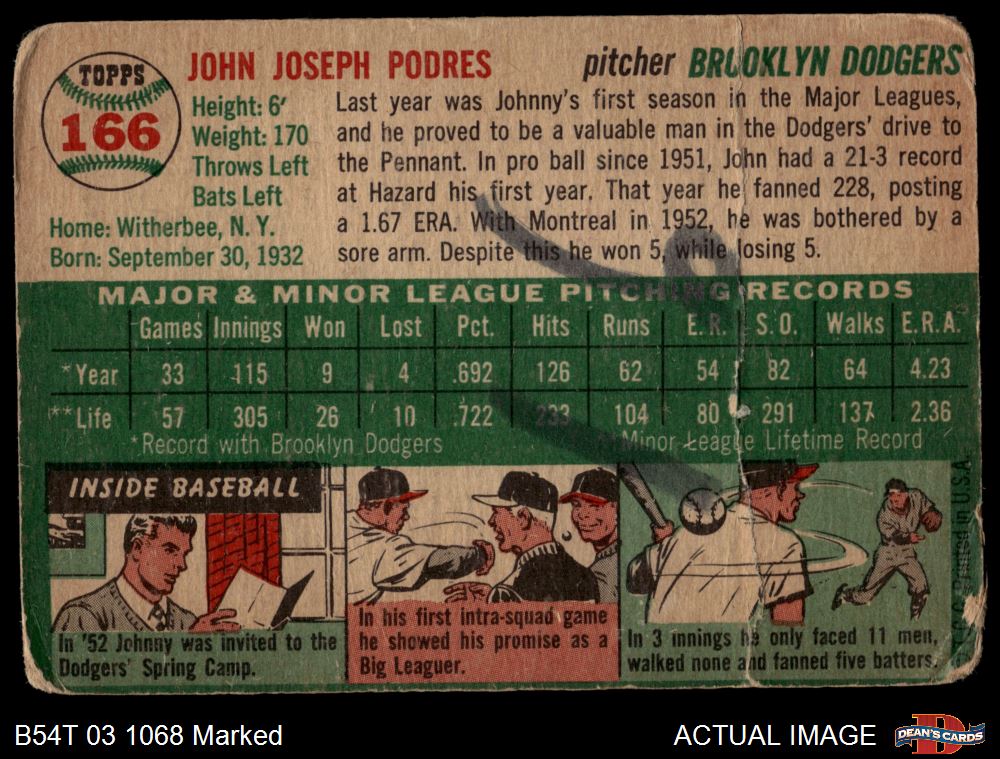 TOPPS
166
JOHN JOSEPH PODRES
pitcher BROOKLYN DODGERS
Height: 6'
Weight: 170
Throws Left
Bats Left
Home: Witherbee, N. Y.
Born: September 30, 1932
Last year was Johnny's first season in the Major Leagues,
and he proved to be a valuable man in the Dodgers' drive to
the Pennant. In pro ball since 1951, John had a 21-3 record
at Hazard his first year. That year he fanned 228, posting
a 1.67 ERA. With Montreal in 1952, he was bothered by a
sore arm. Despite this he won 5, while losing 5.
MAJOR & MINOR LEAGUE PITCHING RECORDS
Games Innings Won Lost Pct. Hits Runs E.R. S.O. Walks E.R.A.
*Year 33 115 9 4 .692 126 62 54 82 64 4.23
**Life 57 305 26 10 .722 233 104 80 291 137 2.36
*Record with Brooklyn Dodgers
Minor League Lifetime Record
INSIDE BASEBALL
In '52 Johnny was invited to the
Dodgers' Spring Camp.
In his first intra-squad game
he showed his promise as a
Big Leaguer.
In 3 innings he only faced 11 men,
walked none and fanned five batters.
T.C.G. Printed in U.S.A.
B54T 03 1068 Marked
ACTUAL IMAGE
D
DEAN'S CARDS